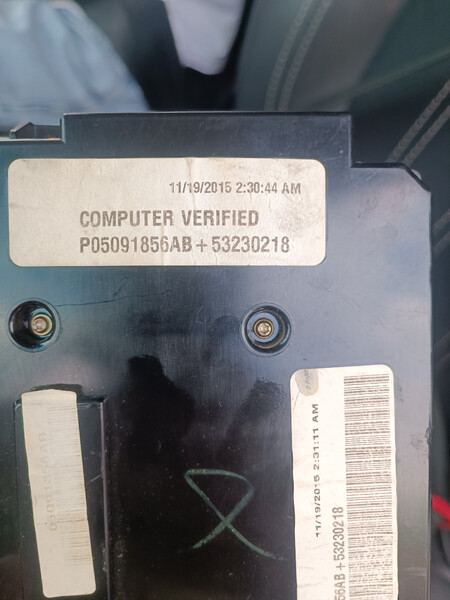 11/19/2015 2:30:44 AM
COMPUTER VERIFIED
P05091856AB + 53230218
11/19/2015 2:31:11 AM
56AB + 53230218